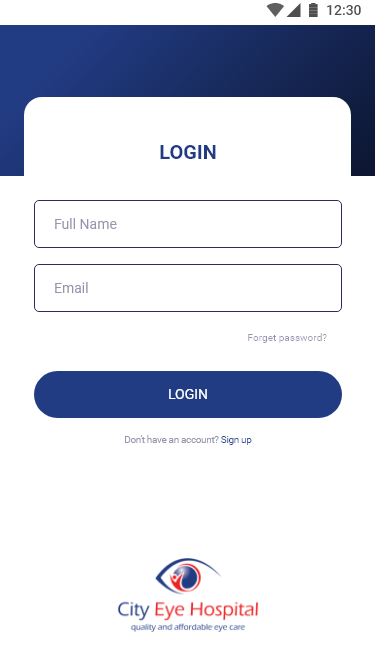 12:30
LOGIN
Full Name
Email
Forget password?
LOGIN
Don't have an account? Sign up
City Eye Hospital
quality and affordable eye care